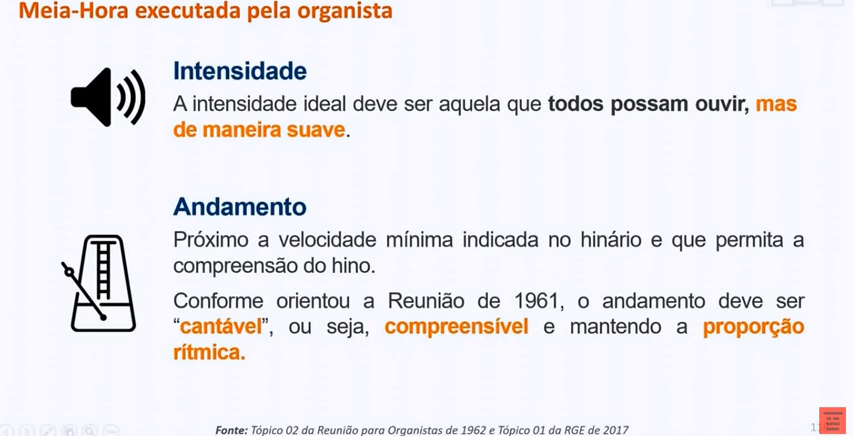 Meia-Hora executada pela organista
Intensidade
A intensidade ideal deve ser aquela que todos possam ouvir, mas
de maneira suave.
Andamento
Próximo a velocidade mínima indicada no hinário e que permita a
compreensão do hino.
Conforme orientou a Reunião de 1961, o andamento deve ser
“cantável”, ou seja, compreensível e mantendo a proporção
rítmica.
Fonte: Tópico 02 da Reunião para Organistas de 1962 e Tópico 01 da RGE de 2017